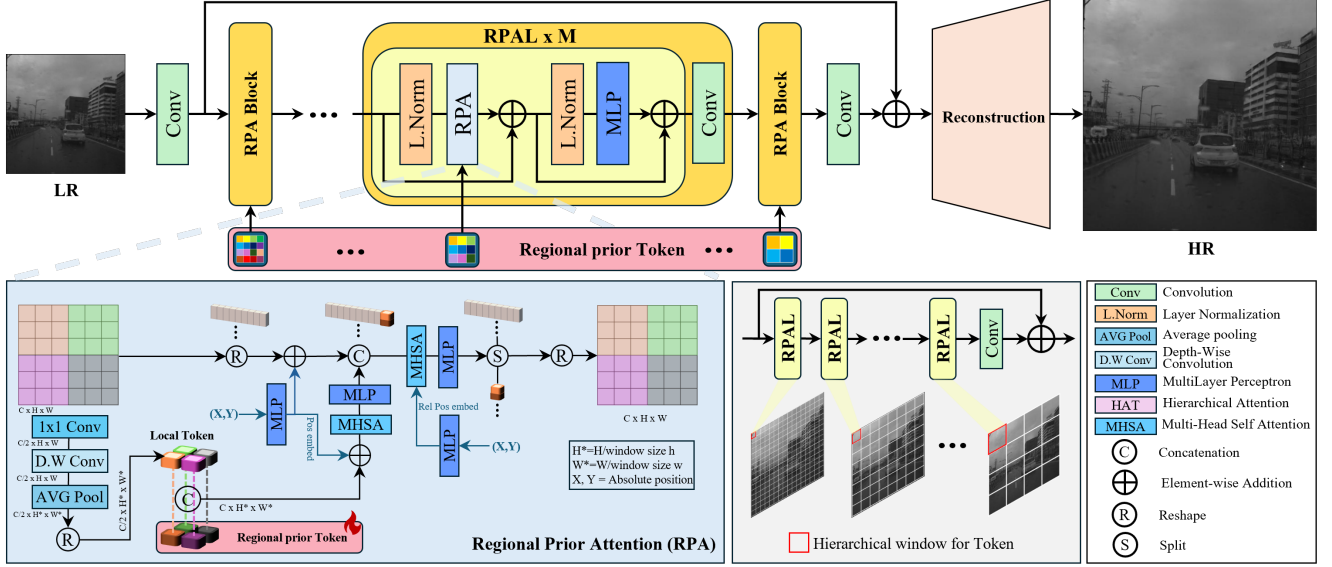 LR
Conv
RPA Block
RPAL x M
L.Norm
RPA
L.Norm
MLP
Conv
RPA Block
Conv
Reconstruction
HR
Regional prior Token
C x H x W
1x1 Conv
C/2 x H x W
D.W Conv
C/2 x H x W
AVG Pool
C/2 x H* x W*
R
C/2 x H* x W*
Local Token
C
C x H* x W*
Regional prior Token
R
(X,Y)
MLP
Pos embed
C
MLP
MHSA
MHSA
MLP
Rel Pos embed
MLP
(X,Y)
S
R
C x H x W
H*=H/window size h
W*=W/window size w
X, Y = Absolute position
Regional Prior Attention (RPA)
RPAL
RPAL
RPAL
Conv
Hierarchical window for Token
Conv Convolution
L.Norm Layer Normalization
AVG Pool Average pooling
D.W Conv Depth-Wise
Convolution
MLP MultiLayer Perceptron
HAT Hierarchical Attention
MHSA Multi-Head Self Attention
C Concatenation
Element-wise Addition
R Reshape
S Split